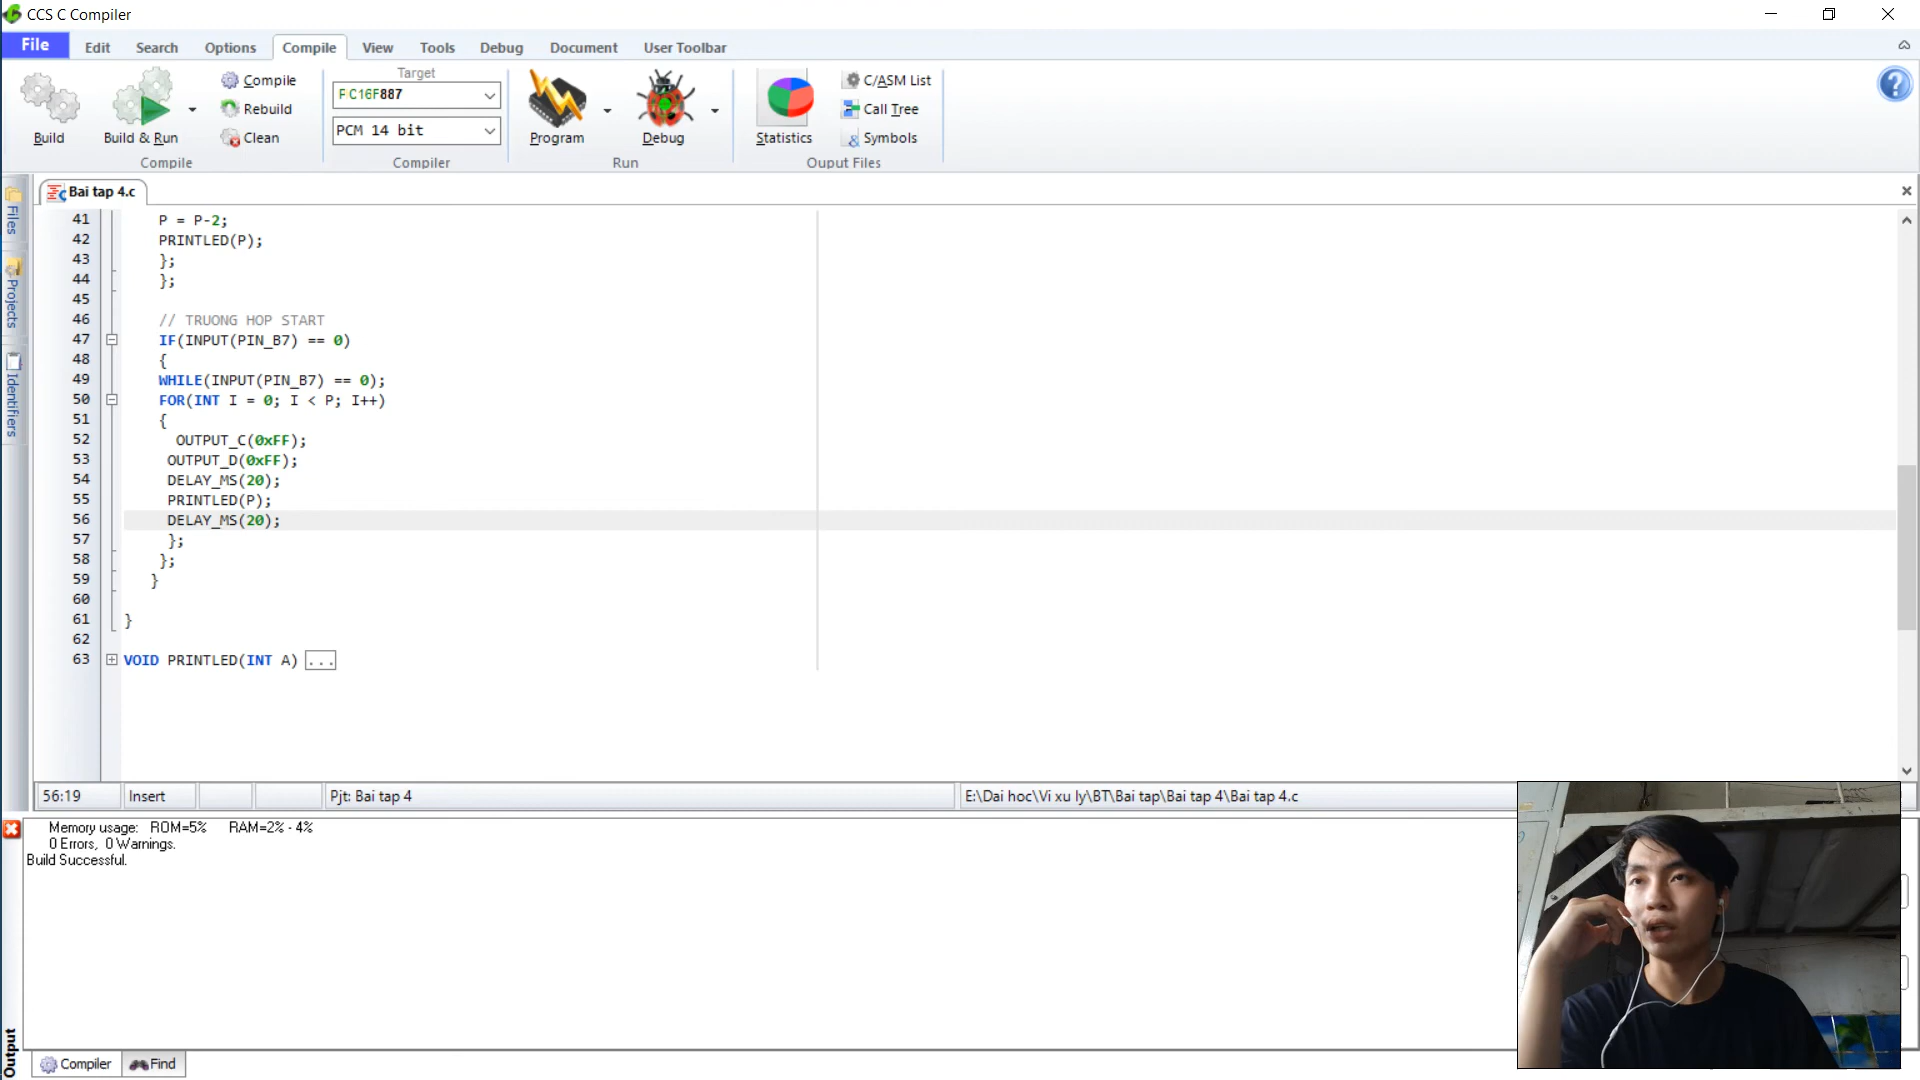 CCS C Compiler
File Edit Search Options Compile View Tools Debug Document User Toolbar
Build
Build & Run
Compile
Rebuild
Clean
Compile
Target
PIC16F887
PCM 14 bit
Compiler
Program
Debug
Run
Statistics
C/ASM List
Call Tree
Symbols
Ouput Files
Files
Projects
Identifiers
Bai tap 4.c
41 P = P-2;
42 PRINTLED(P);
43 };
44 };
45
46 // TRUONG HOP START
47 IF(INPUT(PIN_B7) == 0)
48 {
49 WHILE(INPUT(PIN_B7) == 0);
50 FOR(INT I = 0; I < P; I++)
51 {
52 OUTPUT_C(0xFF);
53 OUTPUT_D(0xFF);
54 DELAY_MS(20);
55 PRINTLED(P);
56 DELAY_MS(20);
57 };
58 };
59 }
60
61 }
62
63 VOID PRINTLED(INT A) ...
56:19 Insert Pjt: Bai tap 4 E:\Dai hoc\Vi xu ly\BT\Bai tap\Bai tap 4\Bai tap 4.c
Memory usage: ROM=5% RAM=2% - 4%
0 Errors, 0 Warnings.
Build Successful.
Output
Compiler Find